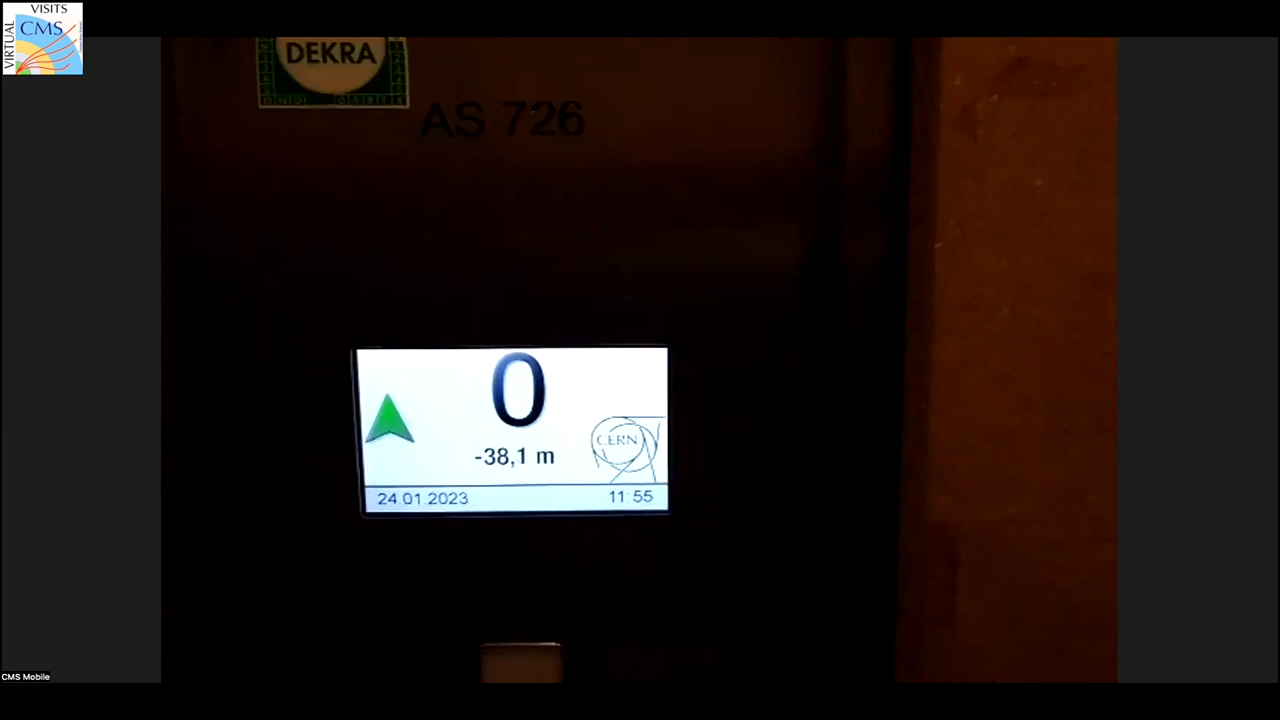 VISITS
CMS
VIRTUAL
DEKRA
AS 726
0
-38,1 m
CERN
24.01.2023
11:55
CMS Mobile